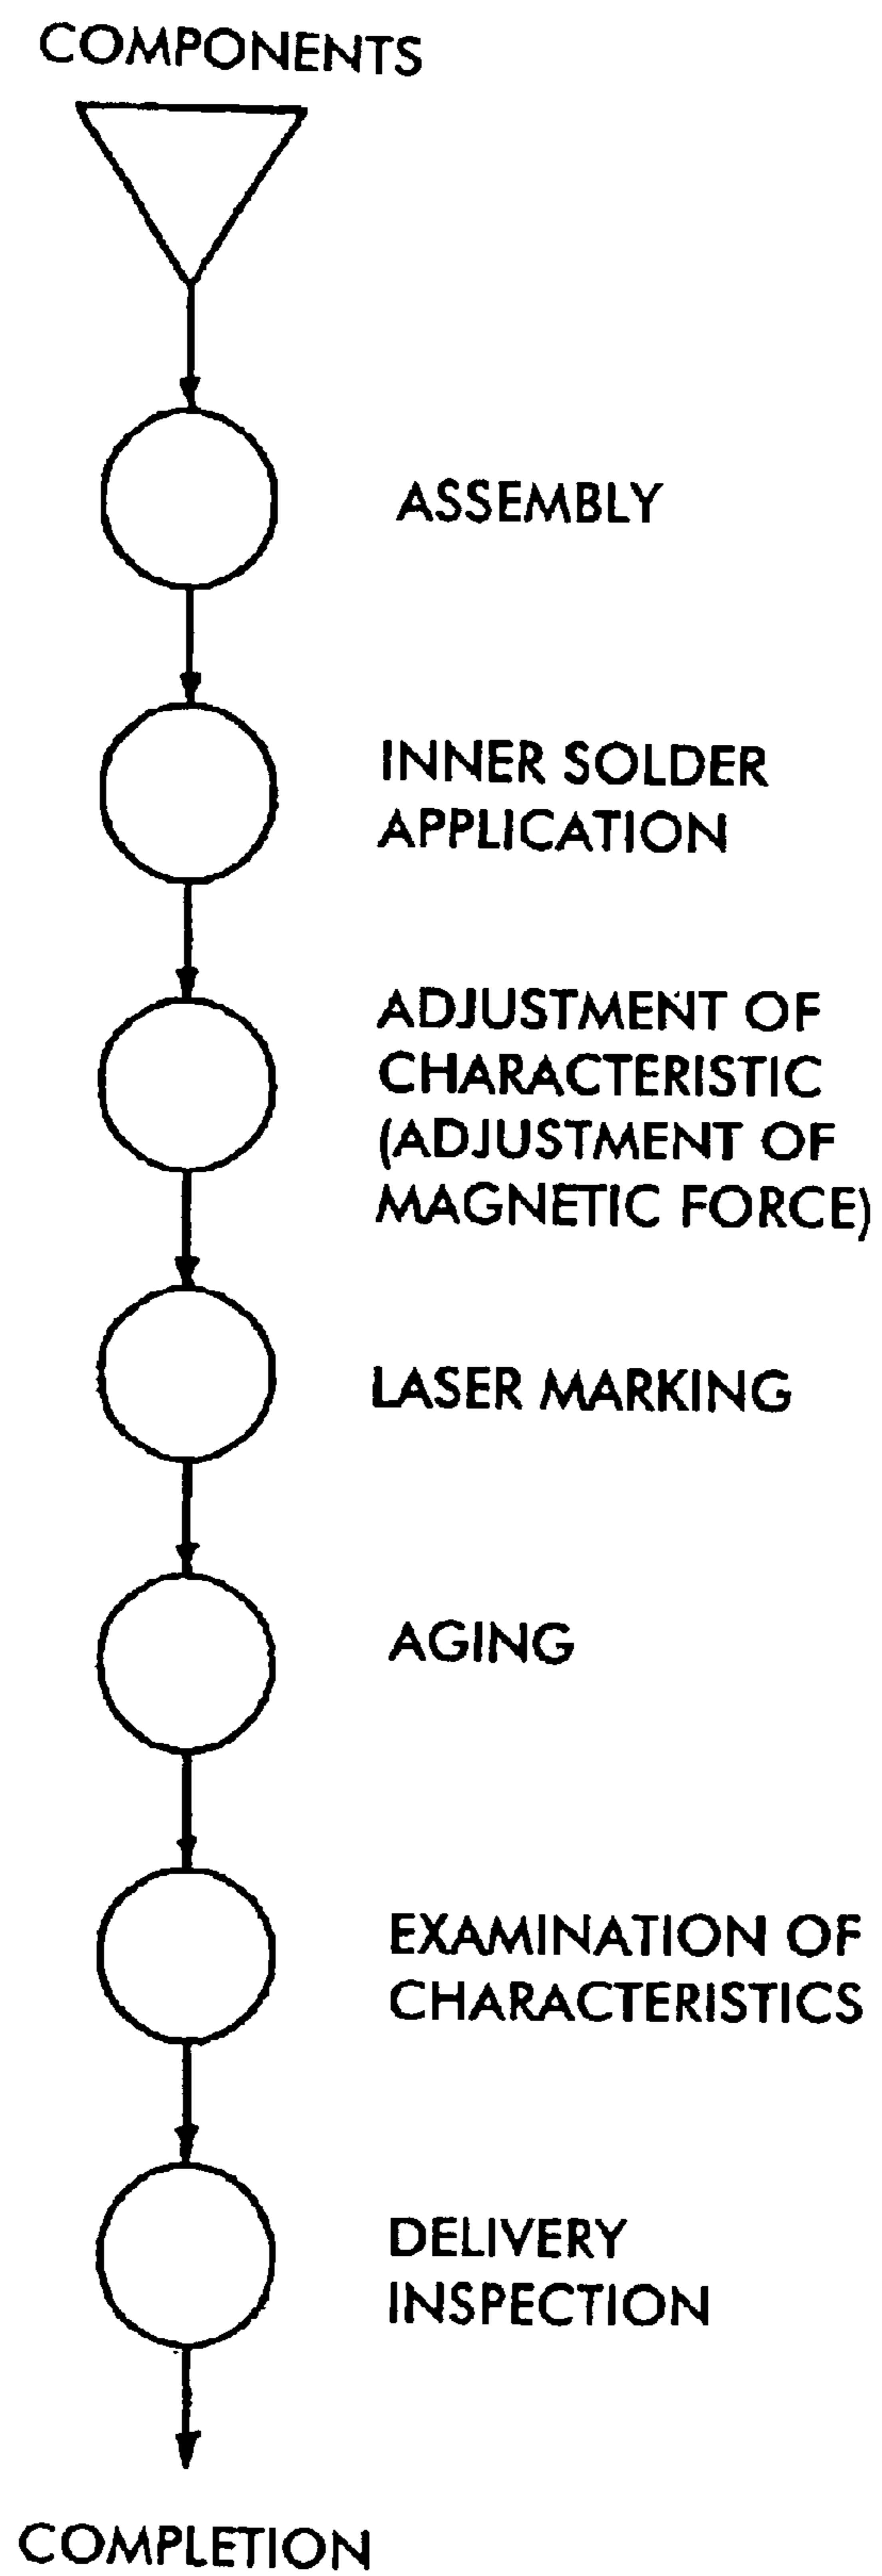 COMPONENTS
ASSEMBLY
INNER SOLDER
APPLICATION
ADJUSTMENT OF
CHARACTERISTIC
(ADJUSTMENT OF
MAGNETIC FORCE)
LASER MARKING
AGING
EXAMINATION OF
CHARACTERISTICS
DELIVERY
INSPECTION
COMPLETION